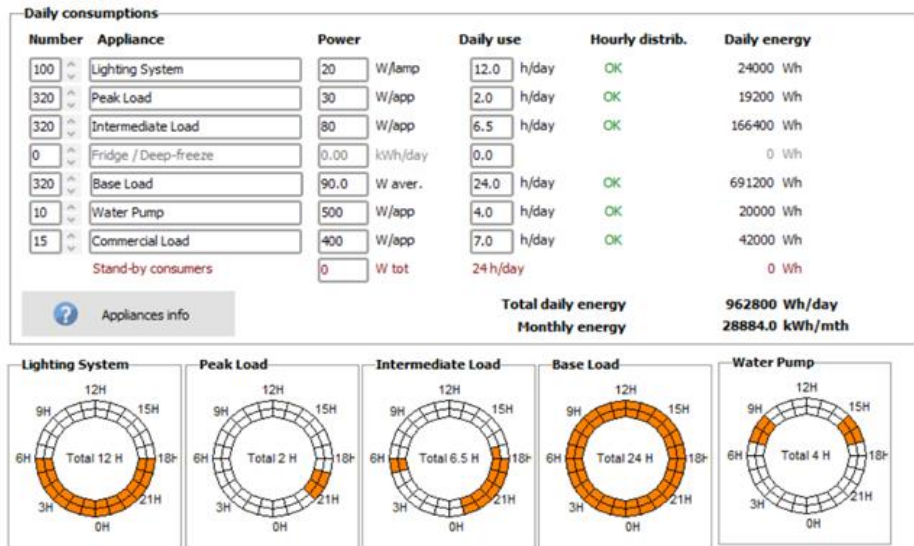 Daily consumptions
Number Appliance Power Daily use Hourly distrib. Daily energy
100 Lighting System 20 W/lamp 12.0 h/day OK 24000 Wh
320 Peak Load 30 W/app 2.0 h/day OK 19200 Wh
320 Intermediate Load 80 W/app 6.5 h/day OK 166400 Wh
0 Fridge / Deep-freeze 0.00 kWh/day 0.0 0 Wh
320 Base Load 90.0 W aver. 24.0 h/day OK 691200 Wh
10 Water Pump 500 W/app 4.0 h/day OK 20000 Wh
15 Commercial Load 400 W/app 7.0 h/day OK 42000 Wh
Stand-by consumers 0 W tot 24 h/day 0 Wh
? Appliances info
Total daily energy 962800 Wh/day
Monthly energy 28884.0 kWh/mth
Lighting System Peak Load Intermediate Load Base Load Water Pump
12H 12H 12H 12H 12H
9H 15H 9H 15H 9H 15H 9H 15H 9H 15H
6H Total 12 H 18H 6H Total 2 H 18H 6H Total 6.5 H 18H 6H Total 24 H 18H 6H Total 4 H 18H
3H 21H 3H 21H 3H 21H 3H 21H 3H 21H
0H 0H 0H 0H 0H